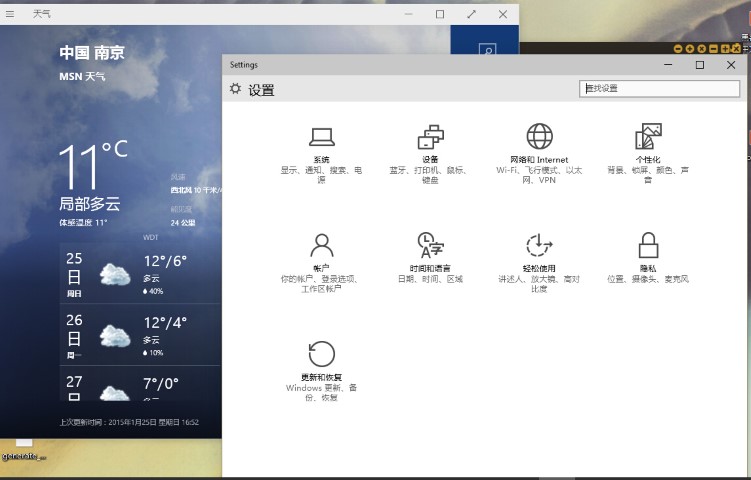 天气
中国 南京
MSN 天气
11°C
局部多云
体感温度 11°
风速
西北风 10 千米/
能见度
24 公里
WDT
25
日
周日
12°/6°
多云
40%
26
日
周一
12°/4°
多云
10%
27
日
7°/0°
多云
上次更新时间：2015年1月25日 星期日 16:52
Settings
设置
查找设置
系统
显示、通知、搜索、电
源
设备
蓝牙、打印机、鼠标、
键盘
网络和 Internet
Wi-Fi、飞行模式、以太
网、VPN
个性化
背景、锁屏、颜色、声
音
帐户
你的帐户、登录选项、
工作区帐户
时间和语言
日期、时间、区域
轻松使用
讲述人、放大镜、高对
比度
隐私
位置、摄像头、麦克风
更新和恢复
Windows 更新、备
份、恢复
generate_...